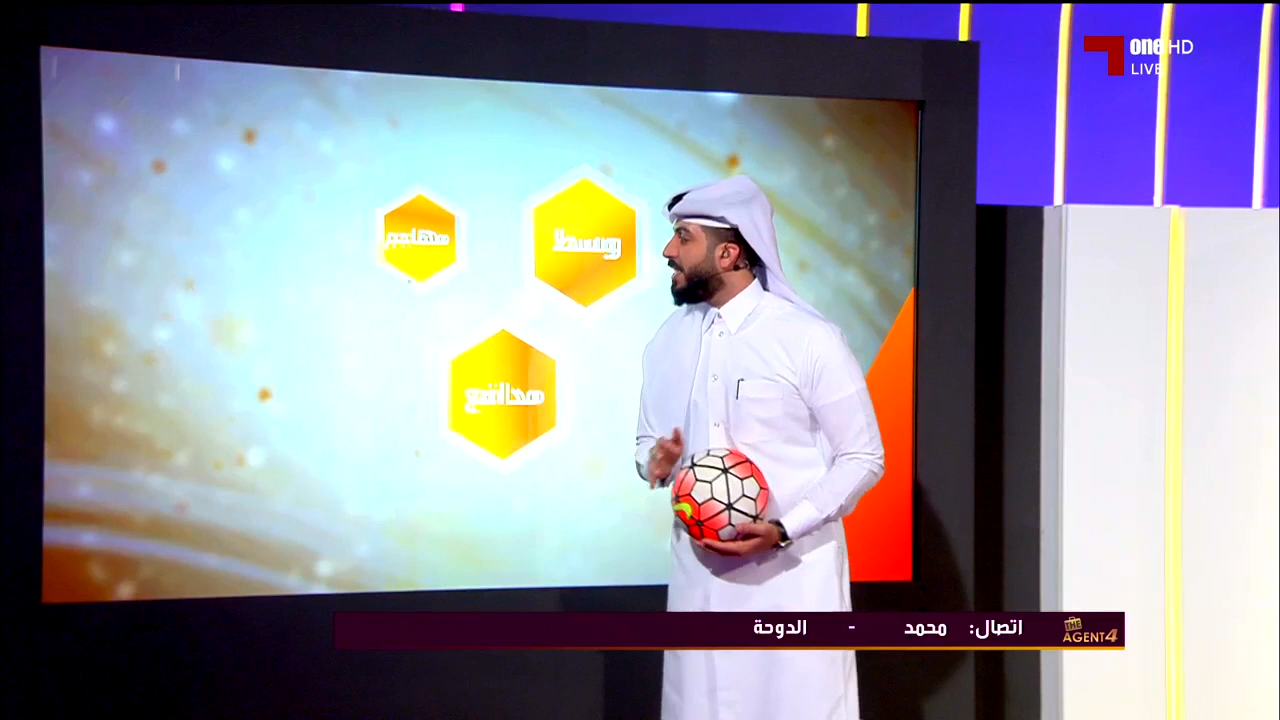 one HD
LIVE
مهاجم
وسط
مدافع
اتصال: محمد - الدوحة
THE
AGENT4